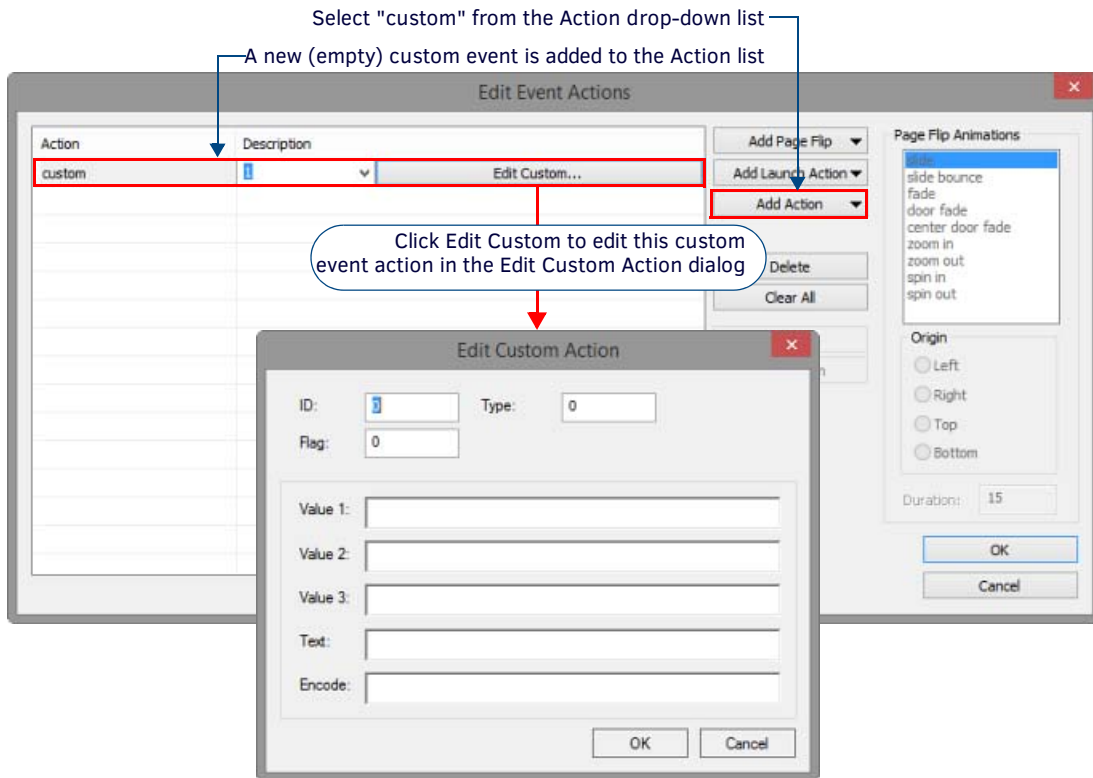 Select "custom" from the Action drop-down list
A new (empty) custom event is added to the Action list
Edit Event Actions
Action Description
custom 1 Edit Custom...
Add Page Flip
Add Launch Action
Add Action
Click Edit Custom to edit this custom
event action in the Edit Custom Action dialog
Delete
Clear All
Page Flip Animations
slide
slide bounce
fade
door fade
center door fade
zoom in
zoom out
spin in
spin out
Origin
Left
Right
Top
Bottom
Duration: 15
OK
Cancel
Edit Custom Action
ID: 0 Type: 0
Flag: 0
Value 1:
Value 2:
Value 3:
Text:
Encode:
OK Cancel